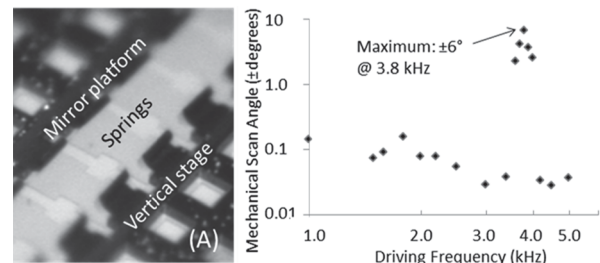 Mirror platform
Springs
Vertical stage
(A)
Mechanical Scan Angle (±degrees)
10
1.0
0.1
0.01
Maximum: ±6°
@ 3.8 kHz
1.0 2.0 3.0 4.0 5.0
Driving Frequency (kHz)